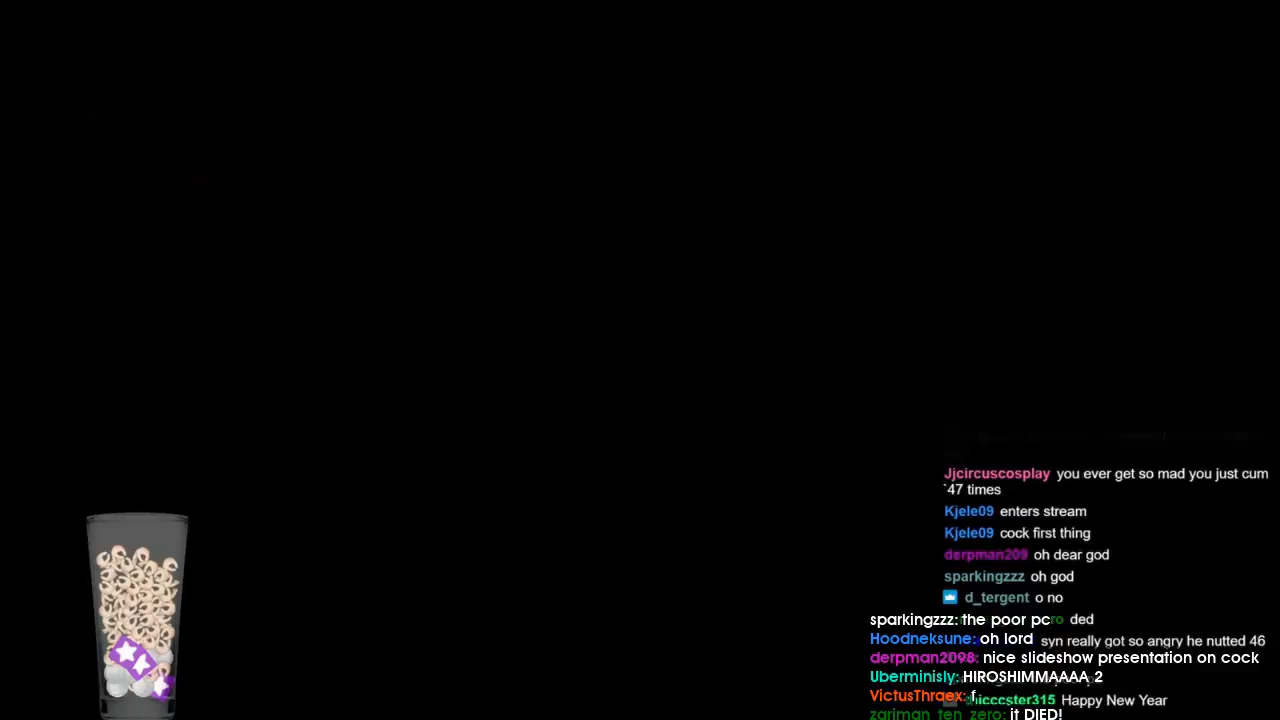 Jjcircuscosplay you ever get so mad you just cum
47 times
Kjele09 enters stream
Kjele09 cock first thing
derpman209 oh dear god
sparkingzzz oh god
d_tergent o no
sparkingzzz: the poor pc
ro ded
Hoodneksune: oh lord
syn really got so angry he nutted 46
derpman2098: nice slideshow presentation on cock
Uberminisly: HIROSHIMMAAAA 2
VictusThraex: f
hicccster315 Happy New Year
zariman_ten_zero: it DIED!